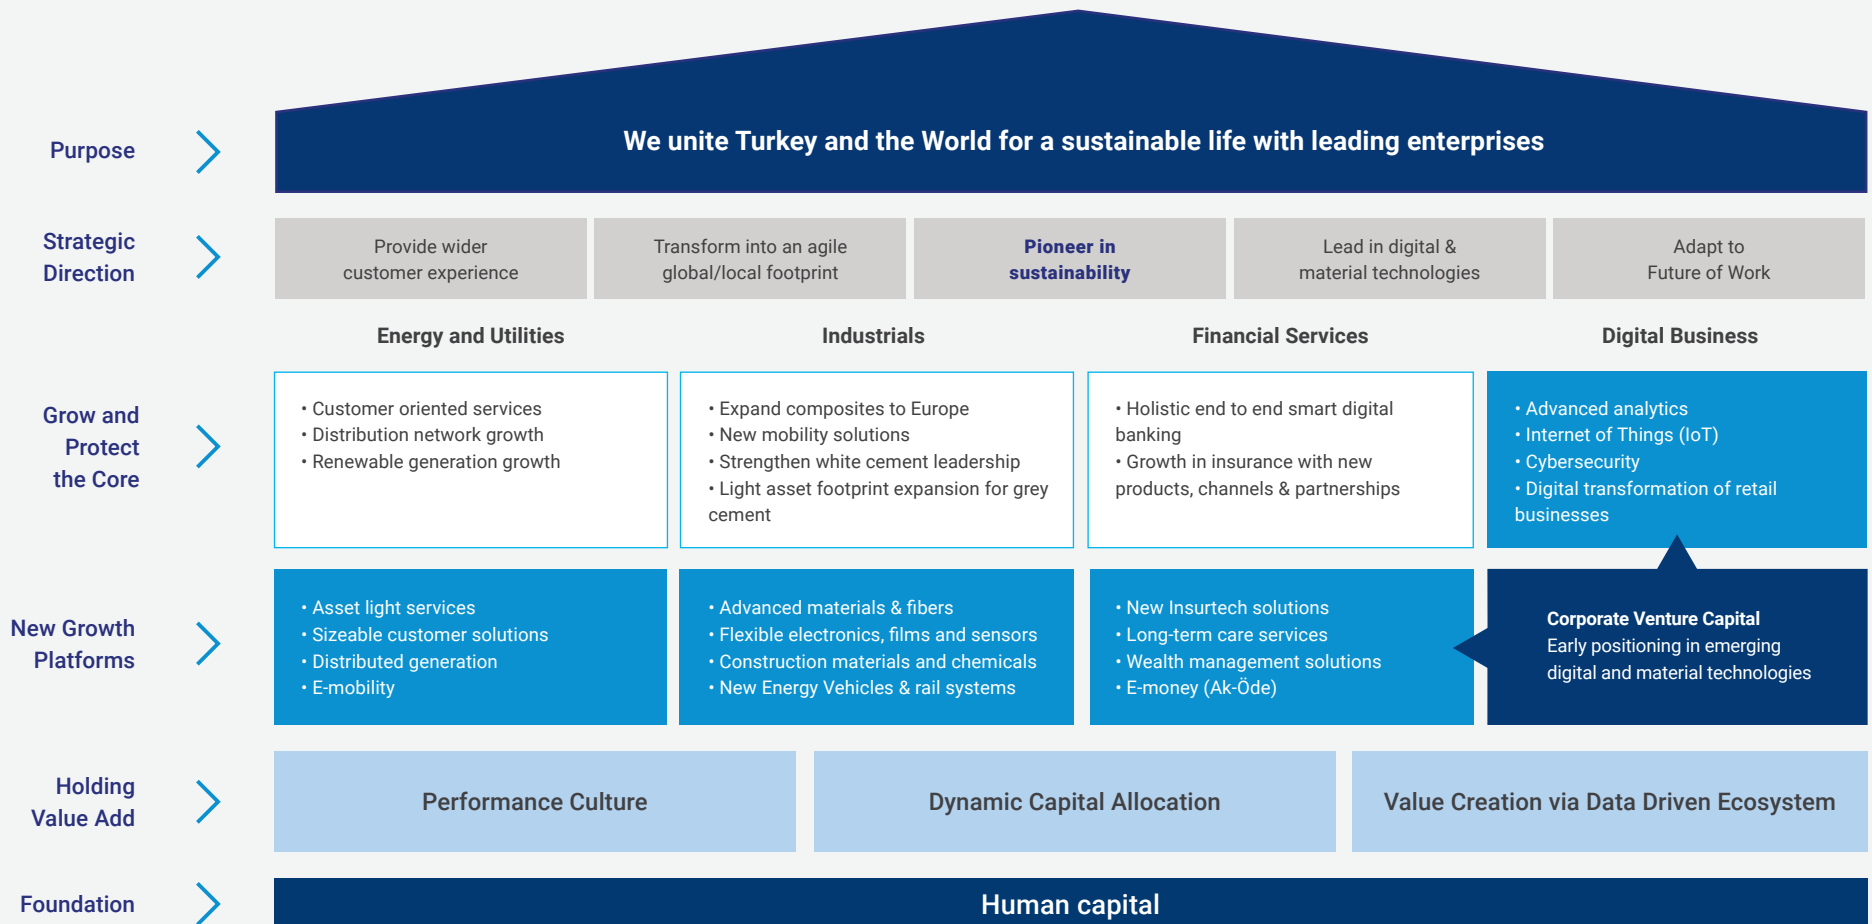 Purpose
We unite Turkey and the World for a sustainable life with leading enterprises
Strategic
Direction
Provide wider
customer experience
Transform into an agile
global/local footprint
Pioneer in
sustainability
Lead in digital &
material technologies
Adapt to
Future of Work
Energy and Utilities
Industrials
Financial Services
Digital Business
Grow and
Protect
the Core
• Customer oriented services
• Distribution network growth
• Renewable generation growth
• Expand composites to Europe
• New mobility solutions
• Strengthen white cement leadership
• Light asset footprint expansion for grey
cement
• Holistic end to end smart digital
banking
• Growth in insurance with new
products, channels & partnerships
• Advanced analytics
• Internet of Things (IoT)
• Cybersecurity
• Digital transformation of retail
businesses
New Growth
Platforms
• Asset light services
• Sizeable customer solutions
• Distributed generation
• E-mobility
• Advanced materials & fibers
• Flexible electronics, films and sensors
• Construction materials and chemicals
• New Energy Vehicles & rail systems
• New Insurtech solutions
• Long-term care services
• Wealth management solutions
• E-money (Ak-Öde)
Corporate Venture Capital
Early positioning in emerging
digital and material technologies
Holding
Value Add
Performance Culture
Dynamic Capital Allocation
Value Creation via Data Driven Ecosystem
Foundation
Human capital